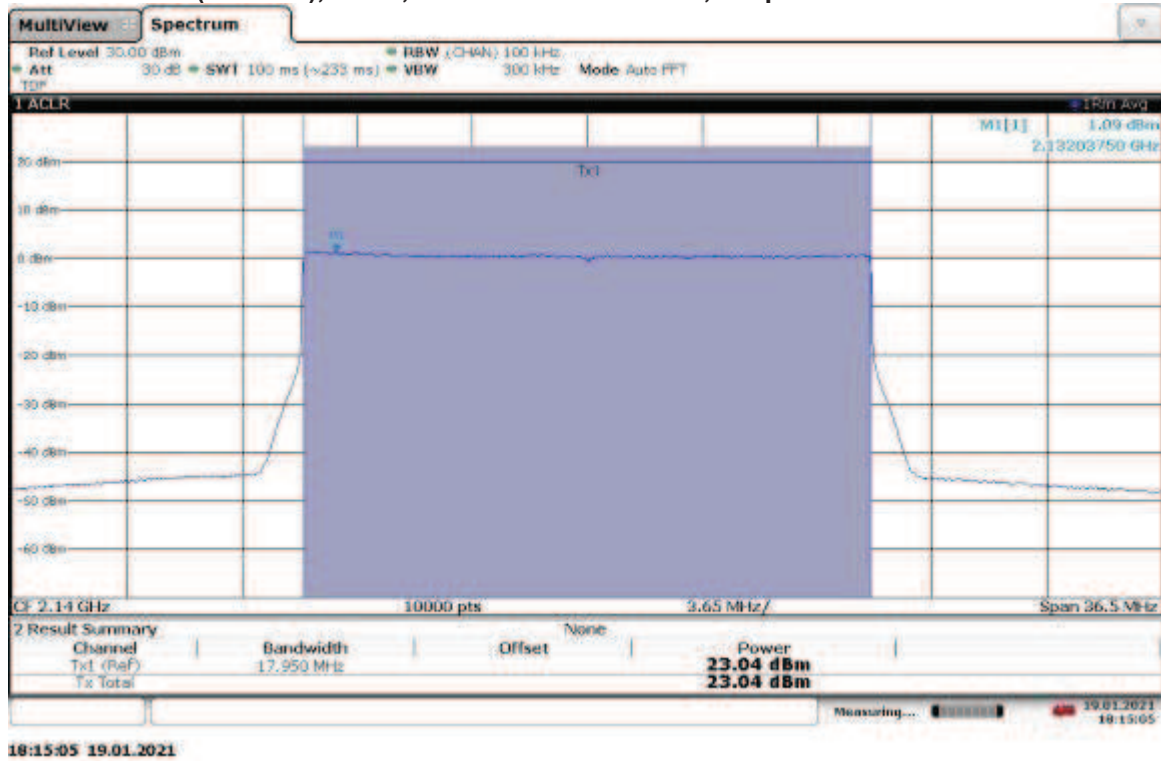 MultiView Spectrum
Ref Level 30.00 dBm RBW (CHAN) 100 kHz
Att 30 dB SWT 100 ms (~233 ms) VBW 300 kHz Mode Auto FFT
TDF
1 ACLR 1Rm Avg
M1[1] 1.09 dBm
2.13203750 GHz
20 dBm
Tx1
10 dBm
M1
0 dBm
-10 dBm
-20 dBm
-30 dBm
-40 dBm
-50 dBm
-60 dBm
CF 2.14 GHz 10000 pts 3.65 MHz/ Span 36.5 MHz
2 Result Summary None
Channel Bandwidth Offset Power
Tx1 (Ref) 17.950 MHz 23.04 dBm
Tx Total 23.04 dBm
Measuring... 19.01.2021
18:15:05
18:15:05 19.01.2021